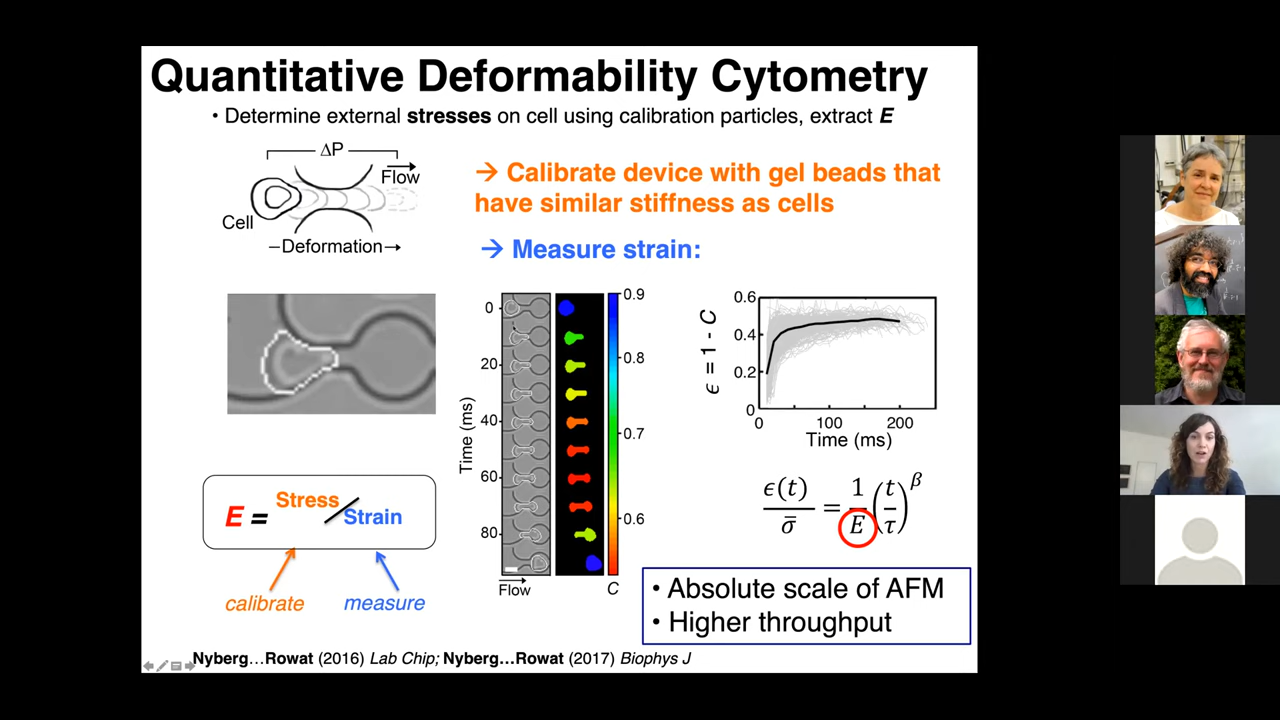 Quantitative Deformability Cytometry
• Determine external stresses on cell using calibration particles, extract E
ΔP
Flow
Cell
Deformation
→ Calibrate device with gel beads that
have similar stiffness as cells
→ Measure strain:
0
20
40
60
80
Time (ms)
Flow
0.9
0.8
0.7
0.6
C
0.6
0.4
0.2
0
ϵ = 1 - C
0 100 200
Time (ms)
E = Stress/Strain
calibrate measure
ϵ(t)/σ̄ = 1/E (t/τ)^β
• Absolute scale of AFM
• Higher throughput
Nyberg…Rowat (2016) Lab Chip; Nyberg…Rowat (2017) Biophys J